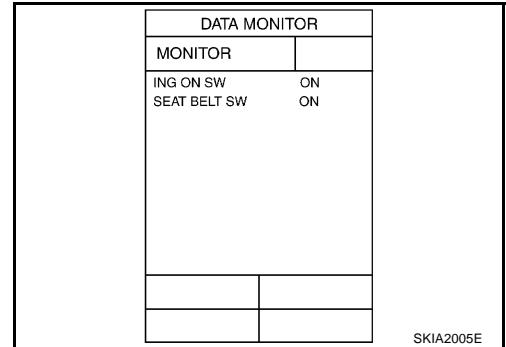 DATA MONITOR
MONITOR
ING ON SW ON
SEAT BELT SW ON
SKIA2005E